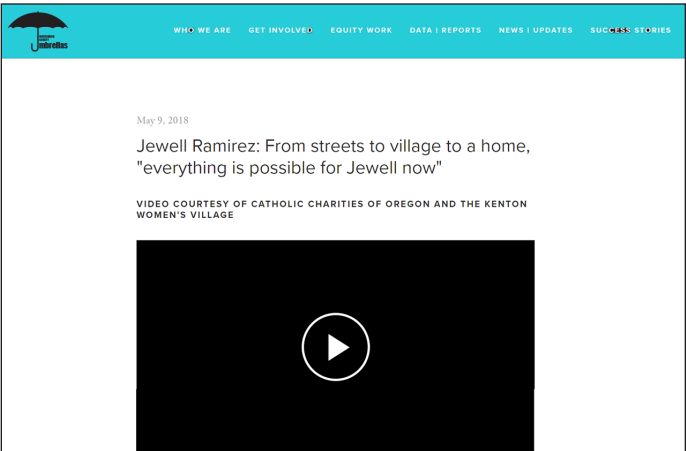 mbrellas
WHO WE ARE GET INVOLVED EQUITY WORK DATA | REPORTS NEWS | UPDATES SUCCESS STORIES
May 9, 2018
Jewell Ramirez: From streets to village to a home,
"everything is possible for Jewell now"
VIDEO COURTESY OF CATHOLIC CHARITIES OF OREGON AND THE KENTON
WOMEN'S VILLAGE